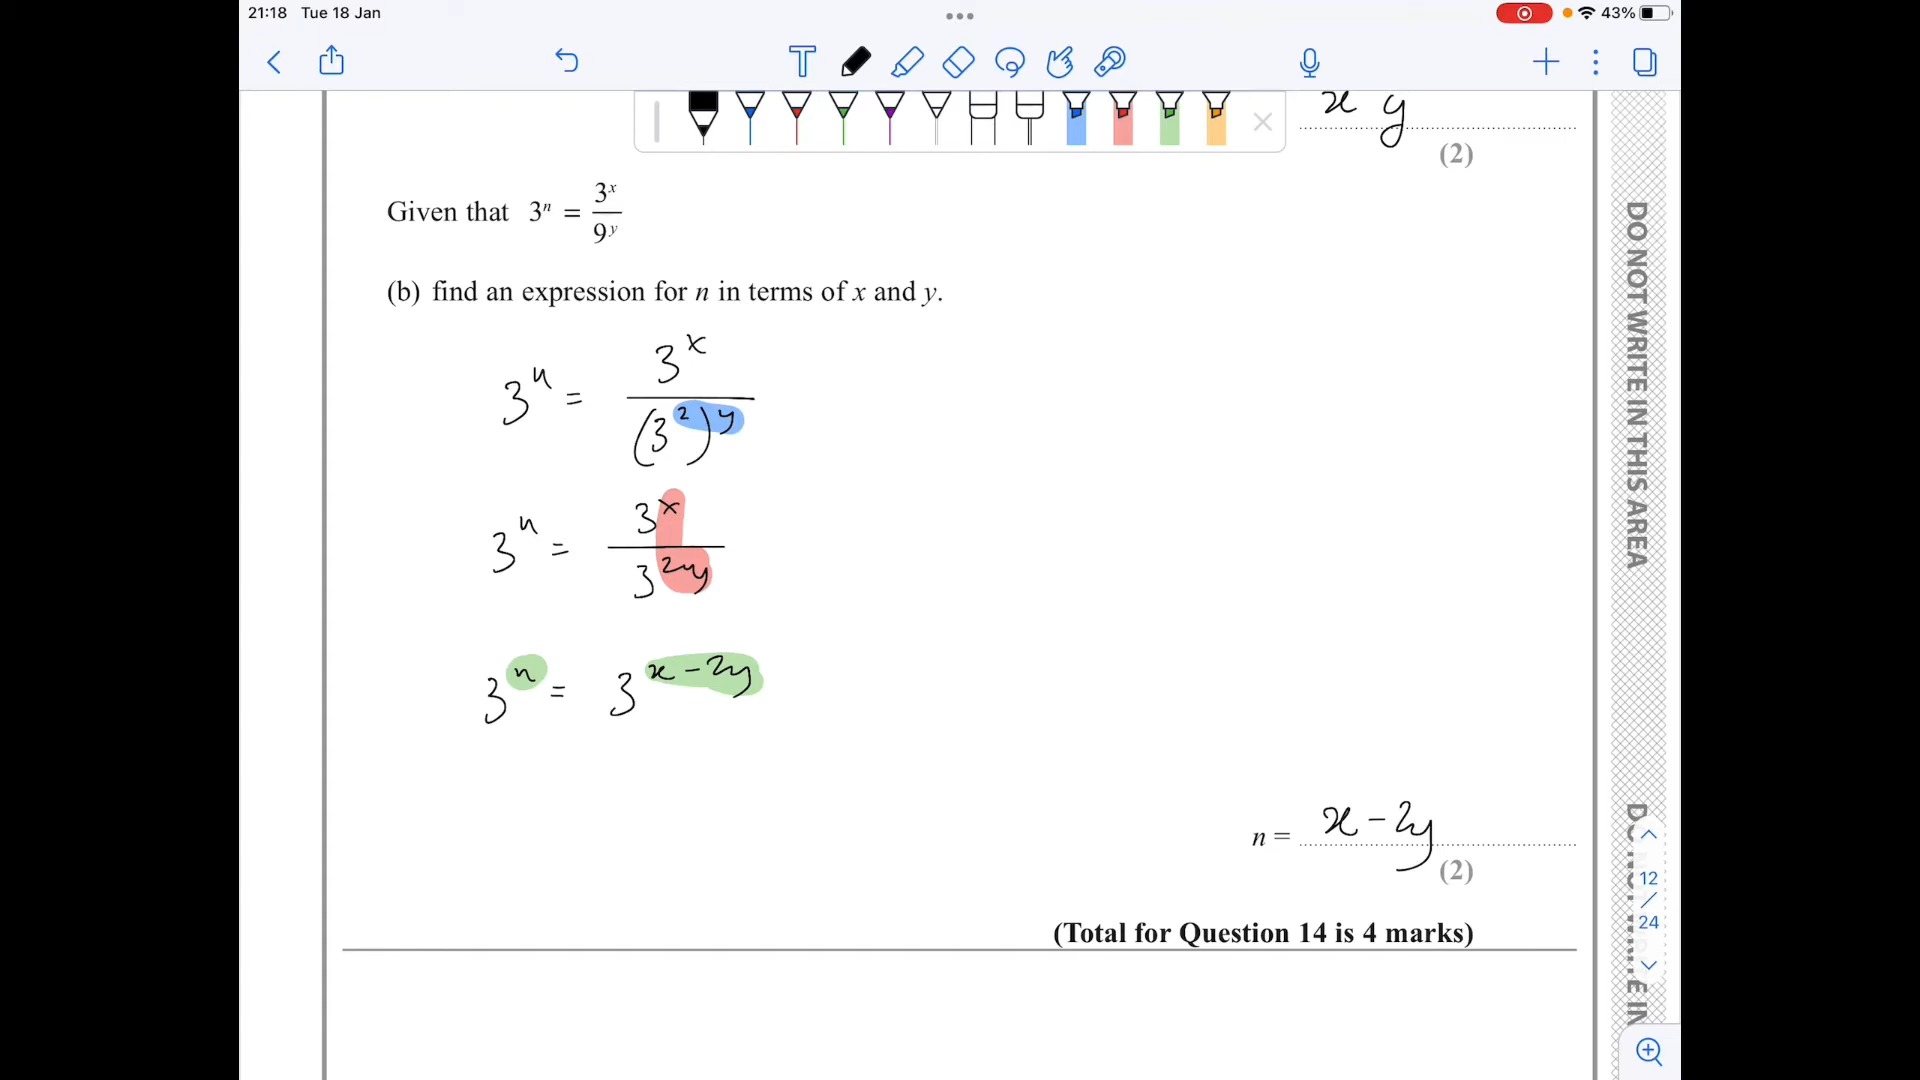 21:18 Tue 18 Jan
43%
T
x y
(2)
Given that 3ⁿ = 3ˣ / 9ʸ
(b) find an expression for n in terms of x and y.
3ⁿ = 3ˣ / (3²)ʸ
3ⁿ = 3ˣ / 3²ʸ
3ⁿ = 3ˣ⁻²ʸ
n = x - 2y
(2)
(Total for Question 14 is 4 marks)
DO NOT WRITE IN THIS AREA
12
/
24